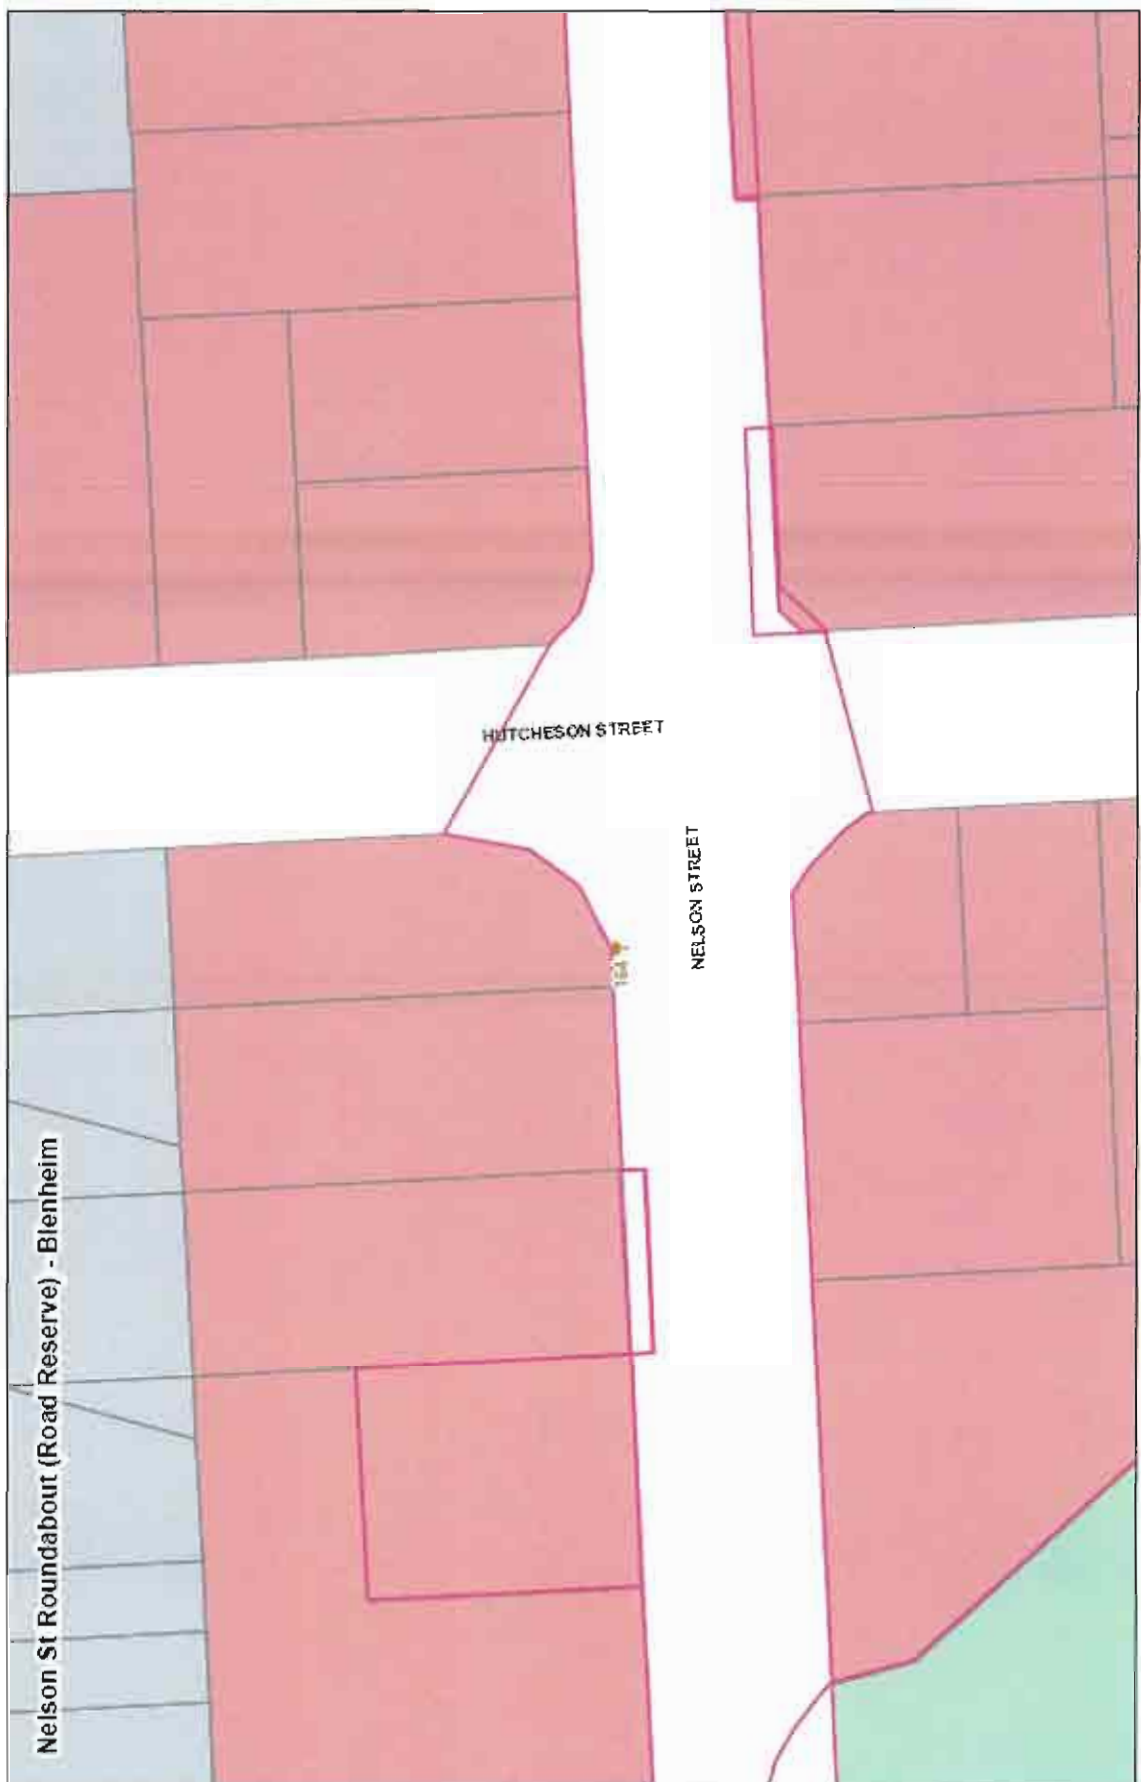 Nelson St Roundabout (Road Reserve) - Blenheim
HUTCHESON STREET
NELSON STREET